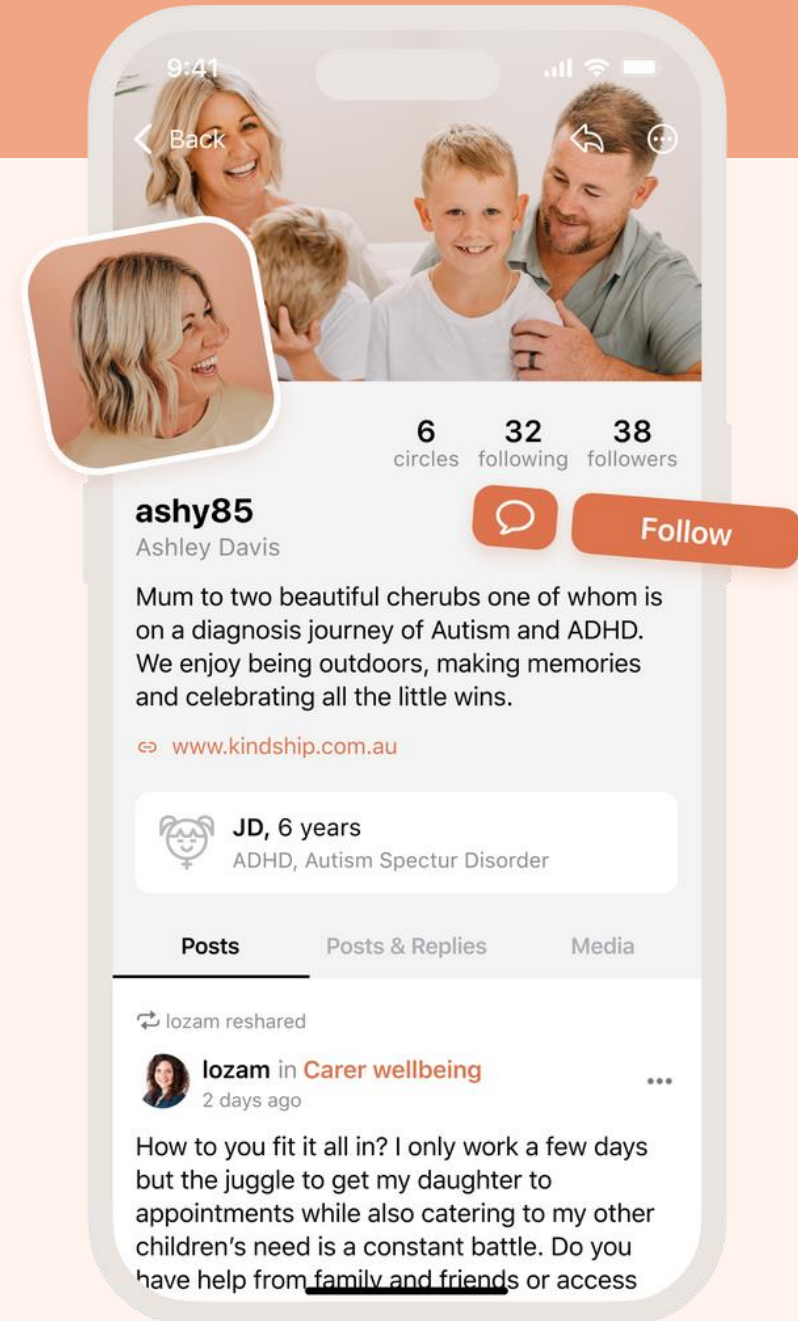 9:41
Back
6 32 38
circles following followers
ashy85
Follow
Ashley Davis
Mum to two beautiful cherubs one of whom is
on a diagnosis journey of Autism and ADHD.
We enjoy being outdoors, making memories
and celebrating all the little wins.
www.kindship.com.au
JD, 6 years
ADHD, Autism Spectur Disorder
Posts Posts & Replies Media
lozam reshared
lozam in Carer wellbeing
2 days ago
How to you fit it all in? I only work a few days
but the juggle to get my daughter to
appointments while also catering to my other
children's need is a constant battle. Do you
have help from family and friends or access